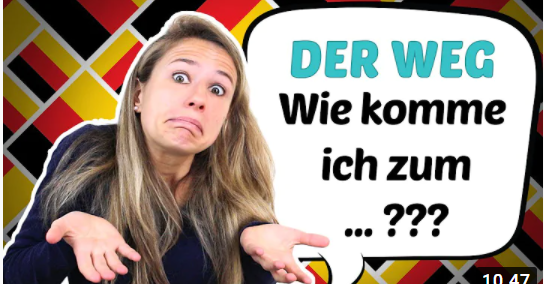 DER WEG
Wie komme
ich zum
... ???
10.47